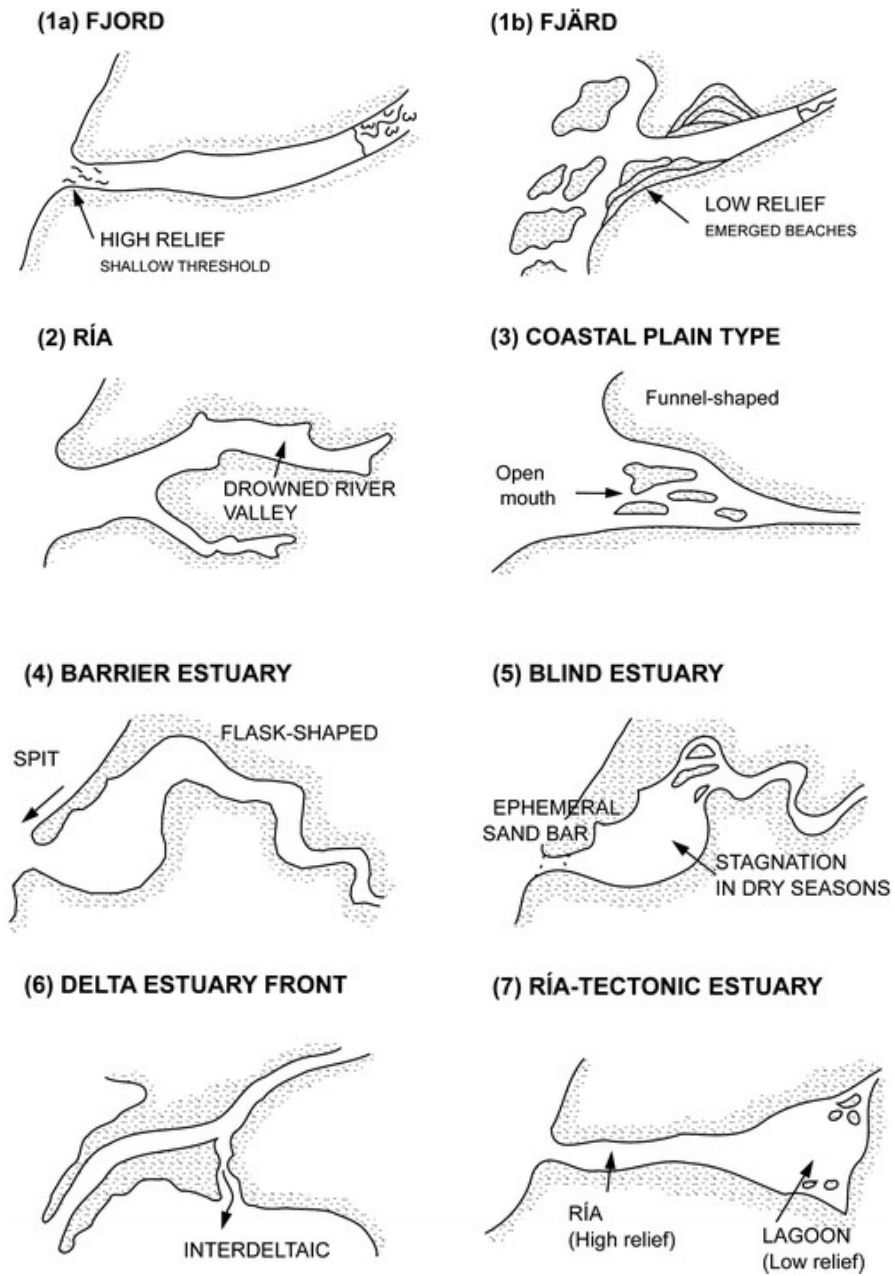 (1a) FJORD
HIGH RELIEF
SHALLOW THRESHOLD
(1b) FJÄRD
LOW RELIEF
EMERGED BEACHES
(2) RÍA
DROWNED RIVER
VALLEY
(3) COASTAL PLAIN TYPE
Funnel-shaped
Open
mouth
(4) BARRIER ESTUARY
FLASK-SHAPED
SPIT
(5) BLIND ESTUARY
EPHEMERAL
SAND BAR
STAGNATION
IN DRY SEASONS
(6) DELTA ESTUARY FRONT
INTERDELTAIC
(7) RÍA-TECTONIC ESTUARY
RÍA
(High relief)
LAGOON
(Low relief)